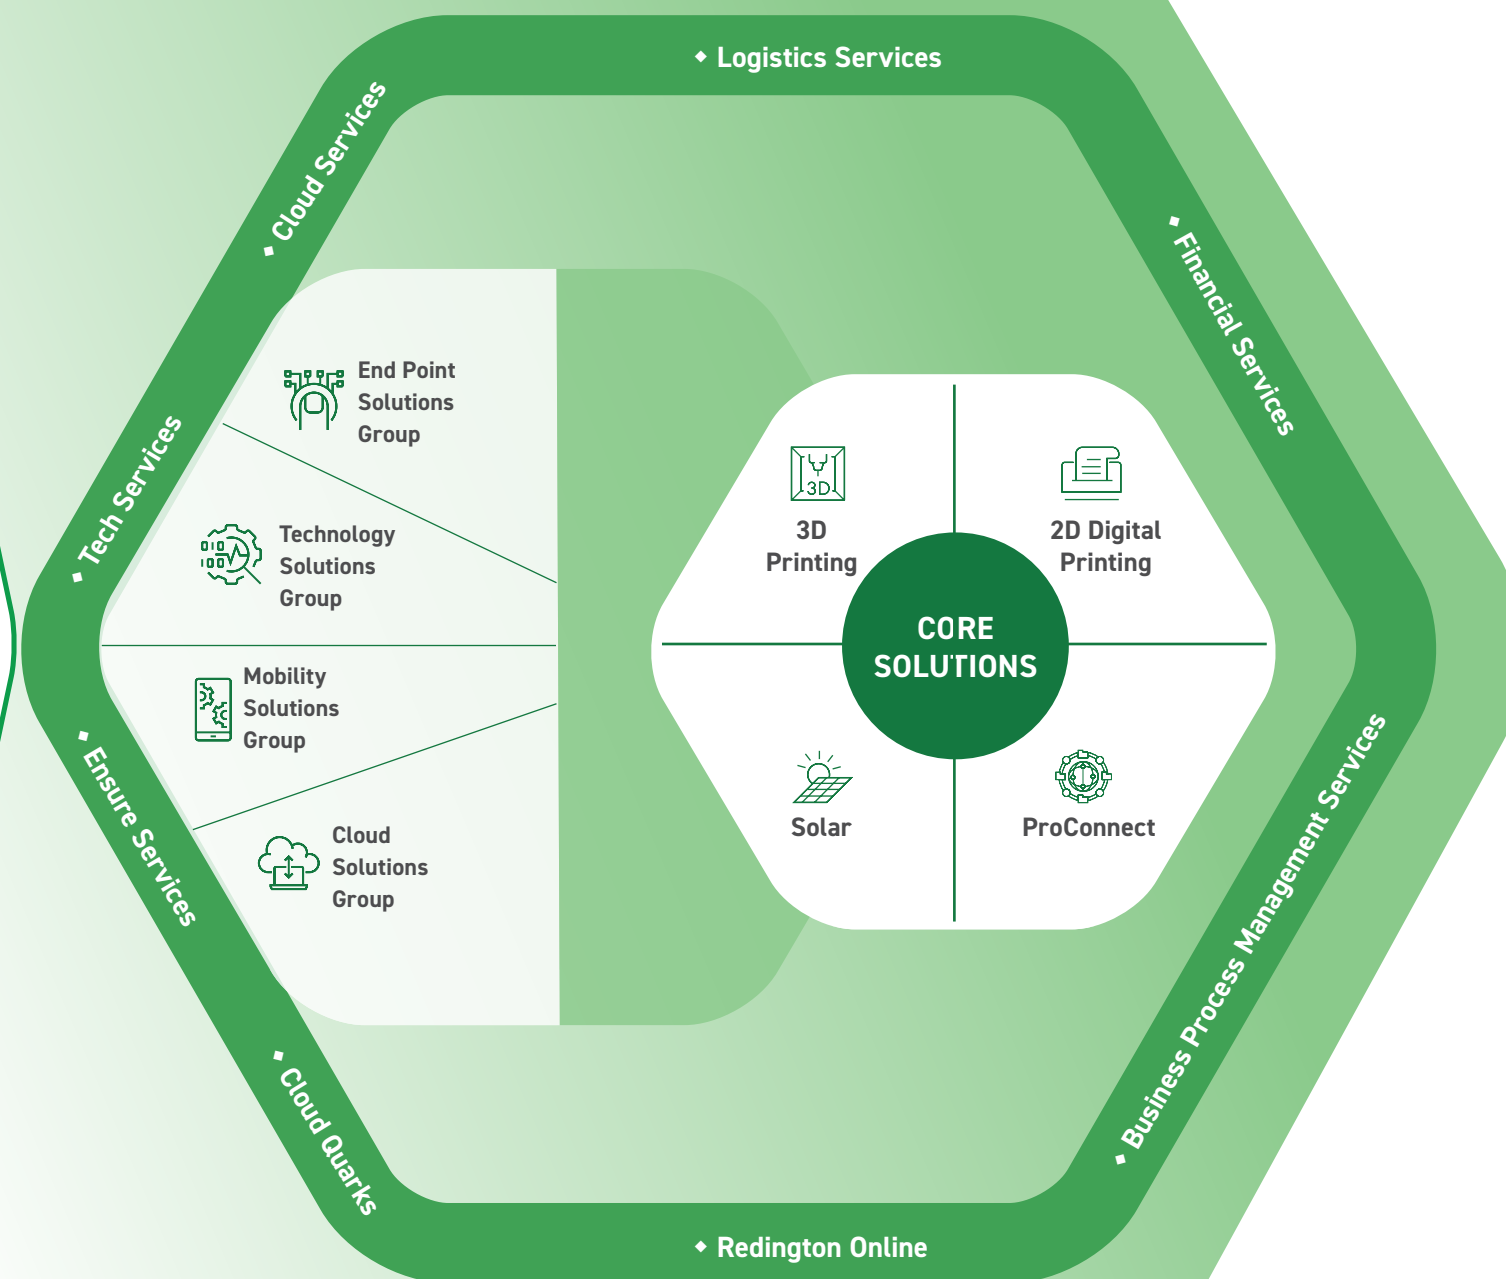 Logistics Services
Cloud Services
Financial Services
Tech Services
End Point
Solutions
Group
Technology
Solutions
Group
Mobility
Solutions
Group
Cloud
Solutions
Group
3D
3D
Printing
2D Digital
Printing
CORE
SOLUTIONS
Solar
ProConnect
Ensure Services
Business Process Management Services
Cloud Quarks
Redington Online